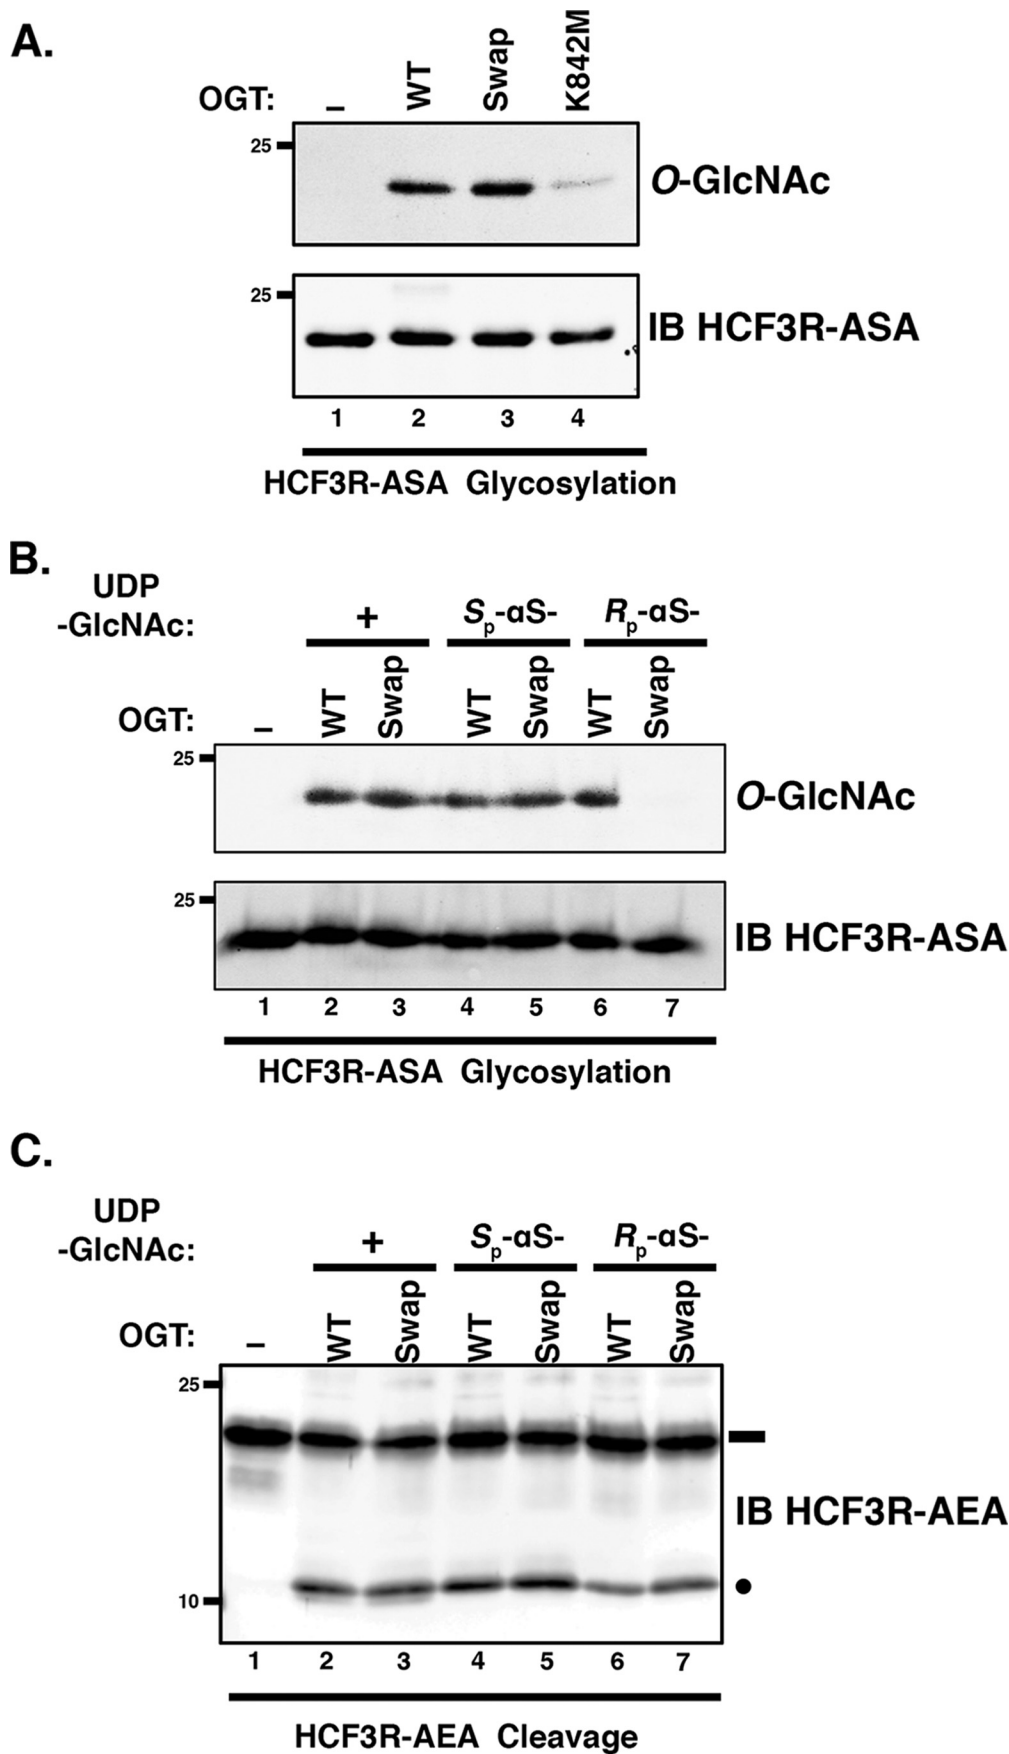 A.
OGT: – WT Swap K842M
25
O-GlcNAc
25
IB HCF3R-ASA
1 2 3 4
HCF3R-ASA Glycosylation
B.
UDP
-GlcNAc: + Sp-αS- Rp-αS-
OGT: – WT Swap WT Swap WT Swap
25
O-GlcNAc
25
IB HCF3R-ASA
1 2 3 4 5 6 7
HCF3R-ASA Glycosylation
C.
UDP
-GlcNAc: + Sp-αS- Rp-αS-
OGT: – WT Swap WT Swap WT Swap
25
IB HCF3R-AEA
10
1 2 3 4 5 6 7
HCF3R-AEA Cleavage